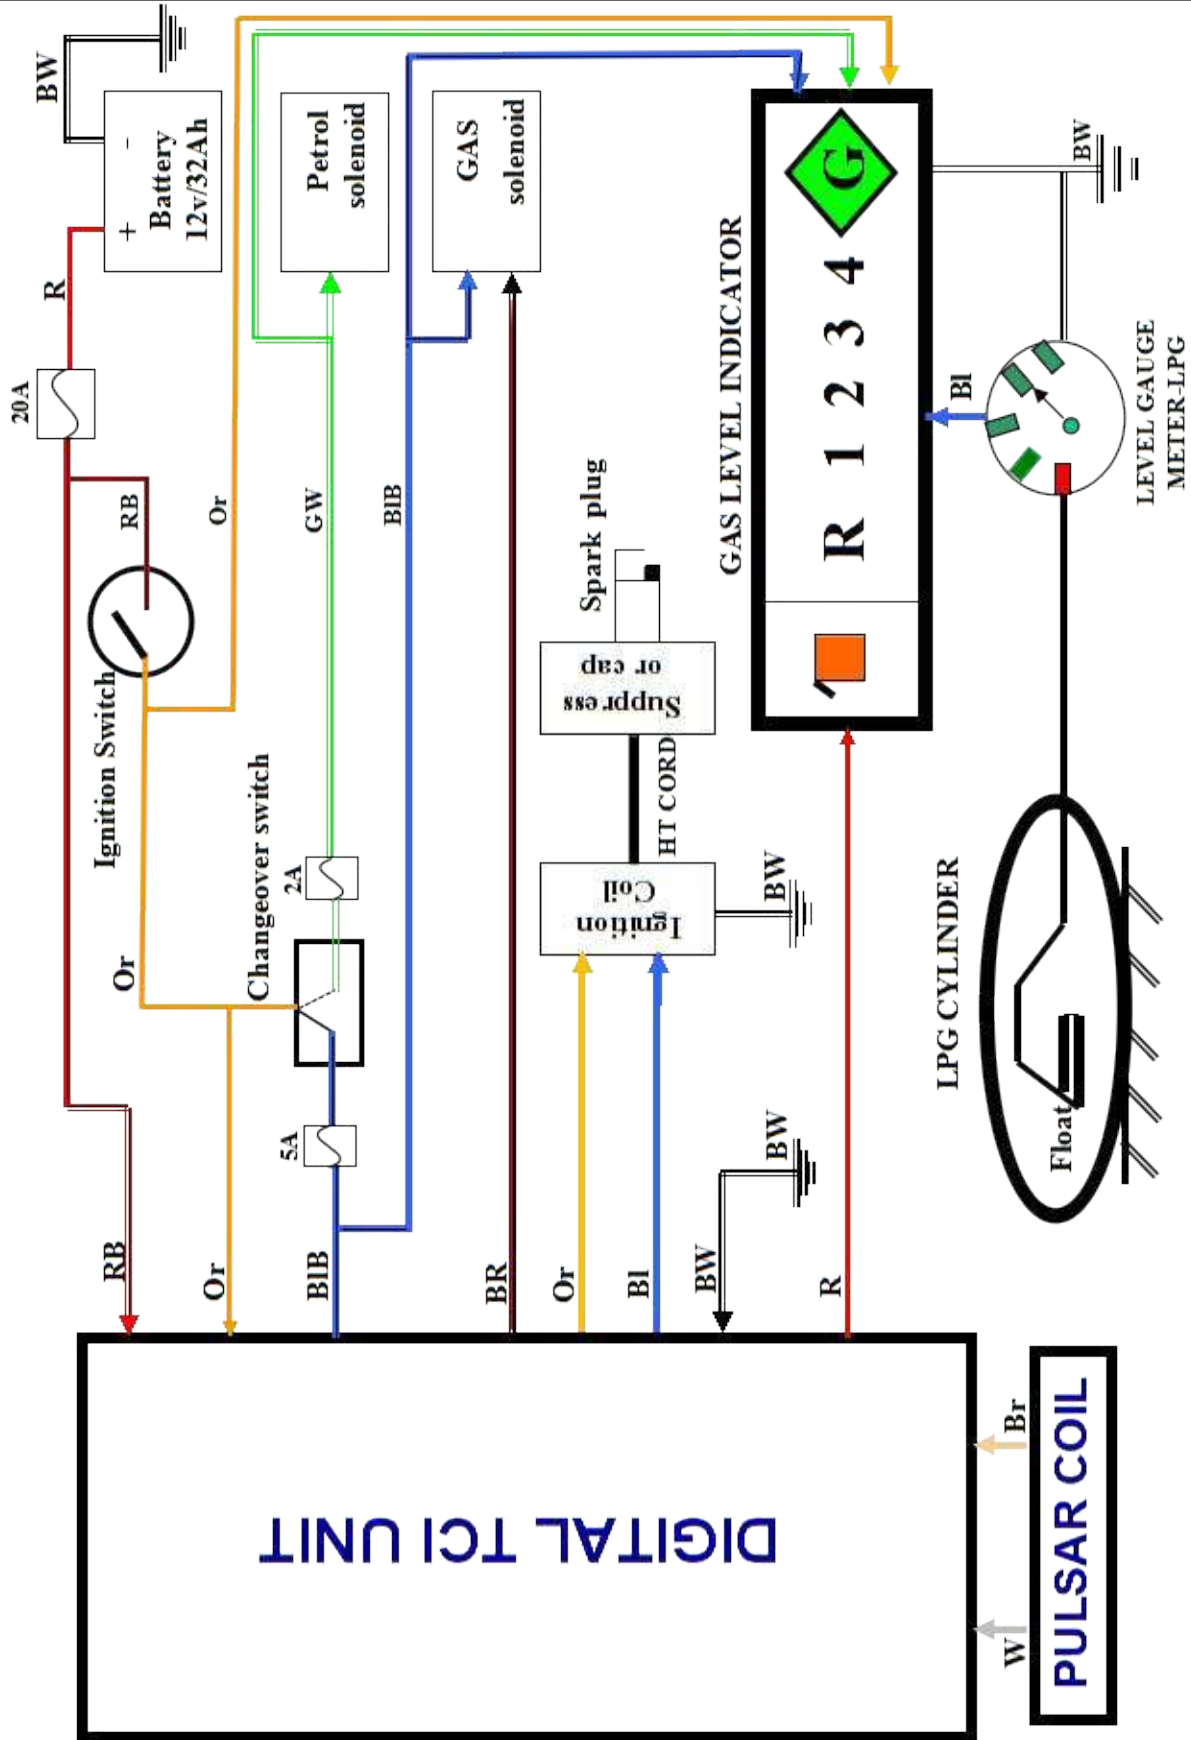 BW
–
+
Battery
12v/32Ah
R
20A
RB
Or
Ignition Switch
Petrol
solenoid
GAS
solenoid
GW
BlB
Changeover switch
2A
Or
5A
RB
Or
BlB
BR
Or
Bl
BW
R
Spark plug
Suppress
or cap
HT CORD
Ignition
Coil
BW
BW
GAS LEVEL INDICATOR
R 1 2 3 4 G
BW
Bl
LEVEL GAUGE
METER-LPG
LPG CYLINDER
Float
DIGITAL TCI UNIT
W
Br
PULSAR COIL